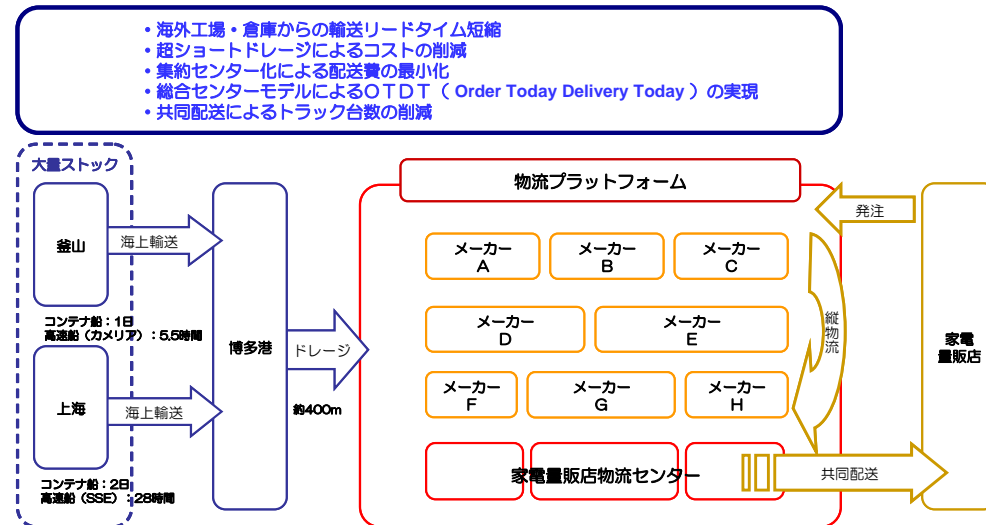 ・海外工場・倉庫からの輸送リードタイム短縮
・超ショートドレージによるコストの削減
・集約センター化による配送費の最小化
・総合センターモデルによるOTDT（Order Today Delivery Today）の実現
・共同配送によるトラック台数の削減
大量ストック
釜山
海上輸送
コンテナ船：1日
高速船（カメリア）：5.5時間
上海
海上輸送
コンテナ船：2日
高速船（SSE）：28時間
博多港
ドレージ
約400m
物流プラットフォーム
メーカー
A
メーカー
B
メーカー
C
メーカー
D
メーカー
E
メーカー
F
メーカー
G
メーカー
H
家電量販店物流センター
発注
縦物流
共同配送
家電
量販店